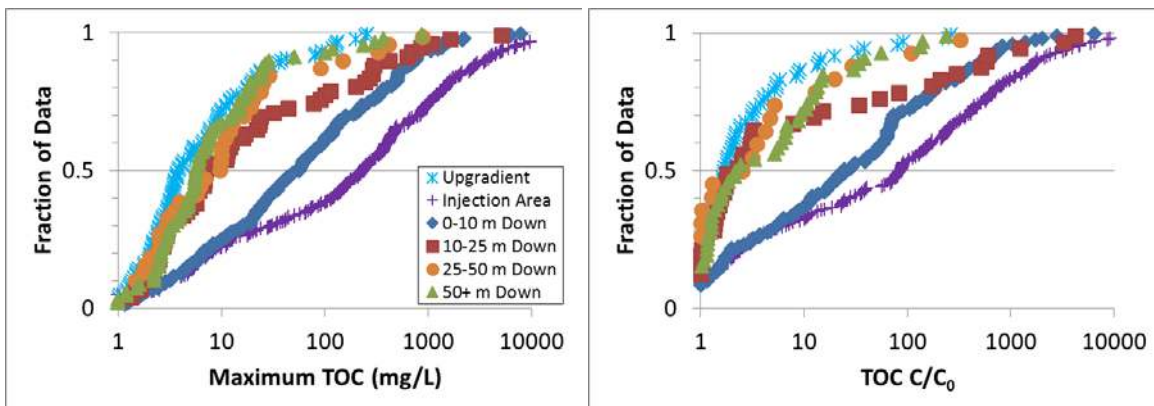 1
0.5
0
Fraction of Data
1 10 100 1000 10000
Maximum TOC (mg/L)
Upgradient
Injection Area
0-10 m Down
10-25 m Down
25-50 m Down
50+ m Down
1
0.5
0
Fraction of Data
1 10 100 1000 10000
TOC C/C₀